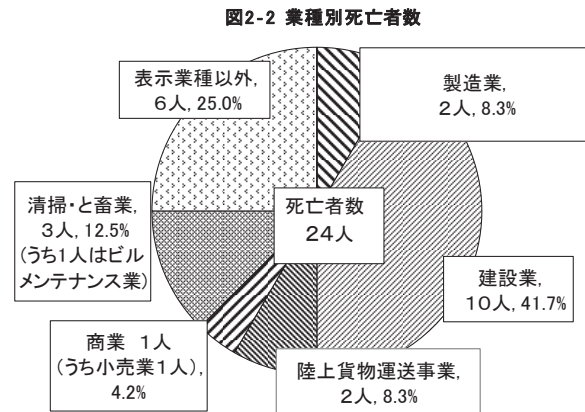 図2-2 業種別死亡者数
表示業種以外,
6人, 25.0%
製造業
2人, 8.3%
清掃・と畜業,
3人, 12.5%
(うち1人はビル
メンテナンス業)
死亡者数
24人
建設業,
10人, 41.7%
商業 1人
(うち小売業1人),
4.2%
陸上貨物運送事業,
2人, 8.3%